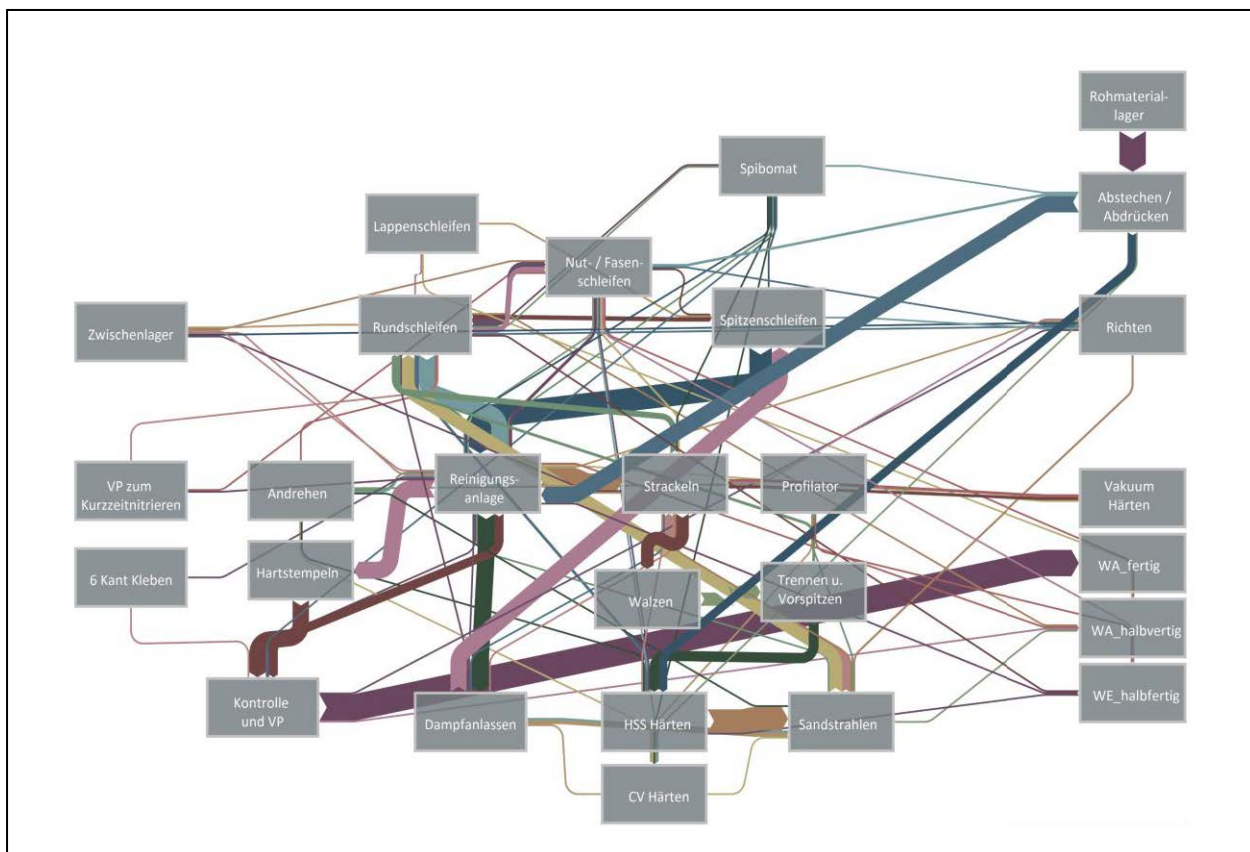 Rohmaterial-
lager
Spibomat
Abstechen /
Abdrücken
Lappenschleifen
Nut- / Fasen-
schleifen
Zwischenlager
Rundschleifen
Spitzenschleifen
Richten
VP zum
Kurzzeitnitrieren
Andrehen
Reinigungs-
anlage
Strackeln
Profilator
Vakuum
Härten
6 Kant Kleben
Hartstempeln
Walzen
Trennen u.
Vorspitzen
WA_fertig
WA_halbvertig
Kontrolle
und VP
Dampfanlassen
HSS Härten
Sandstrahlen
WE_halbfertig
CV Härten